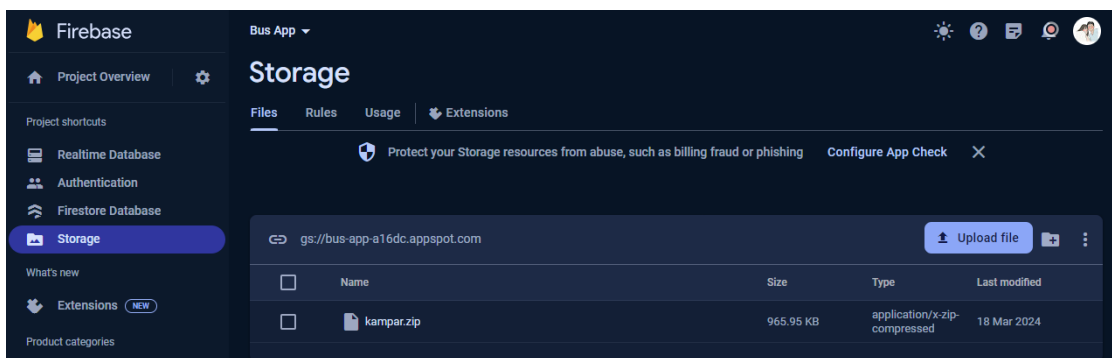 Firebase
Bus App
Project Overview
Storage
Files Rules Usage Extensions
Project shortcuts
Protect your Storage resources from abuse, such as billing fraud or phishing Configure App Check
Realtime Database
Authentication
Firestore Database
Storage
gs://bus-app-a16dc.appspot.com Upload file
What's new
Name Size Type Last modified
Extensions NEW
kampar.zip 965.95 KB application/x-zip-
compressed 18 Mar 2024
Product categories